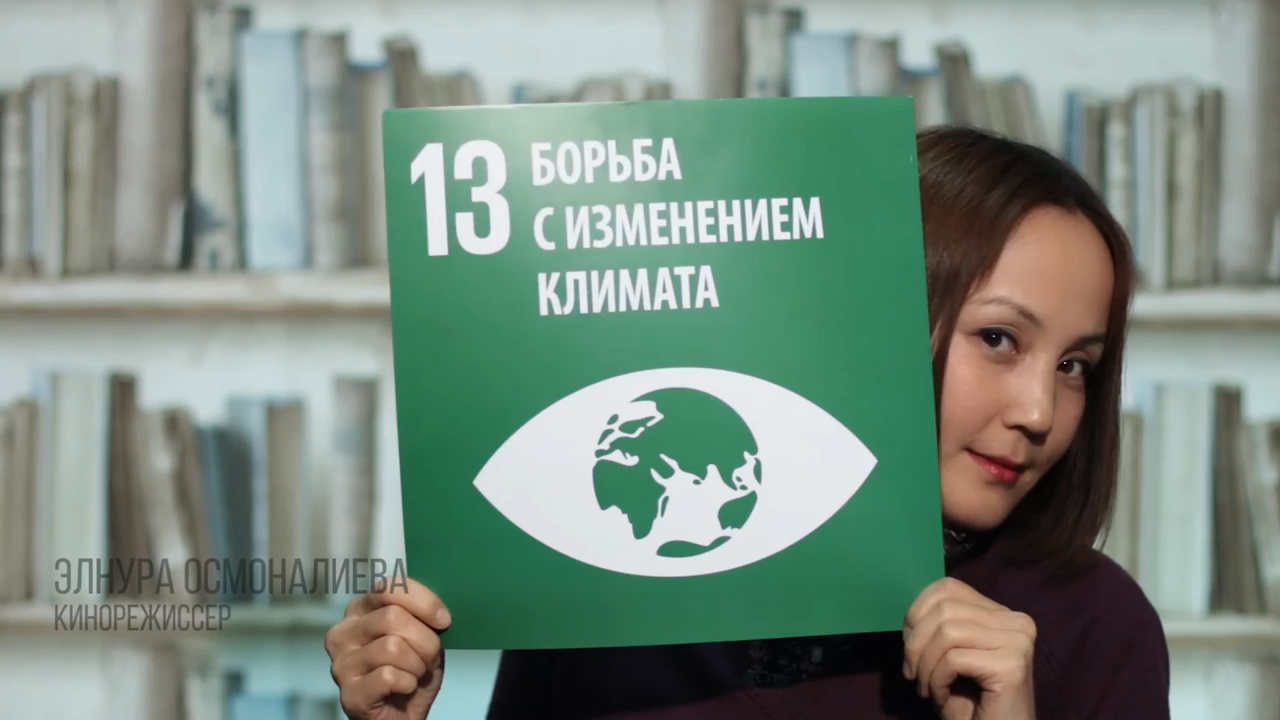 13 БОРЬБА
С ИЗМЕНЕНИЕМ
КЛИМАТА
ЭЛНУРА ОСМОНАЛИЕВА
КИНОРЕЖИССЕР